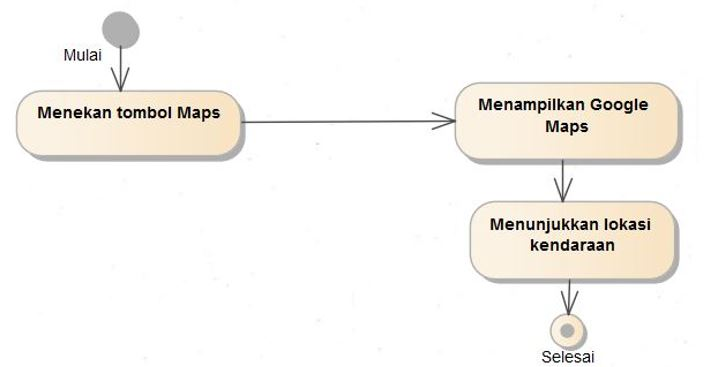 Mulai
Menekan tombol Maps
Menampilkan Google
Maps
Menunjukkan lokasi
kendaraan
Selesai